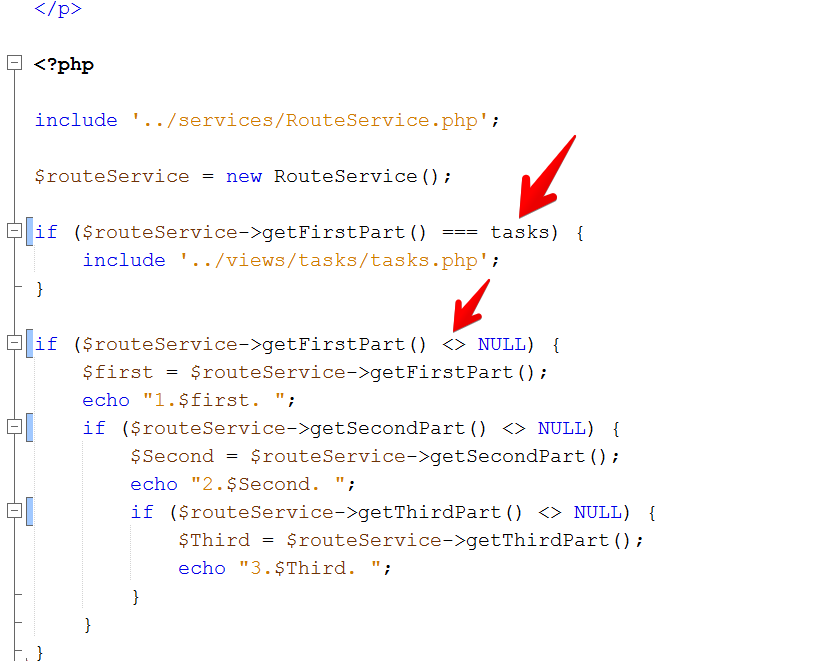 </p>
<?php
include '../services/RouteService.php';
$routeService = new RouteService();
if ($routeService->getFirstPart() === tasks) {
include '../views/tasks/tasks.php';
}
if ($routeService->getFirstPart() <> NULL) {
$first = $routeService->getFirstPart();
echo "1.$first. ";
if ($routeService->getSecondPart() <> NULL) {
$Second = $routeService->getSecondPart();
echo "2.$Second. ";
if ($routeService->getThirdPart() <> NULL) {
$Third = $routeService->getThirdPart();
echo "3.$Third. ";
}
}
}